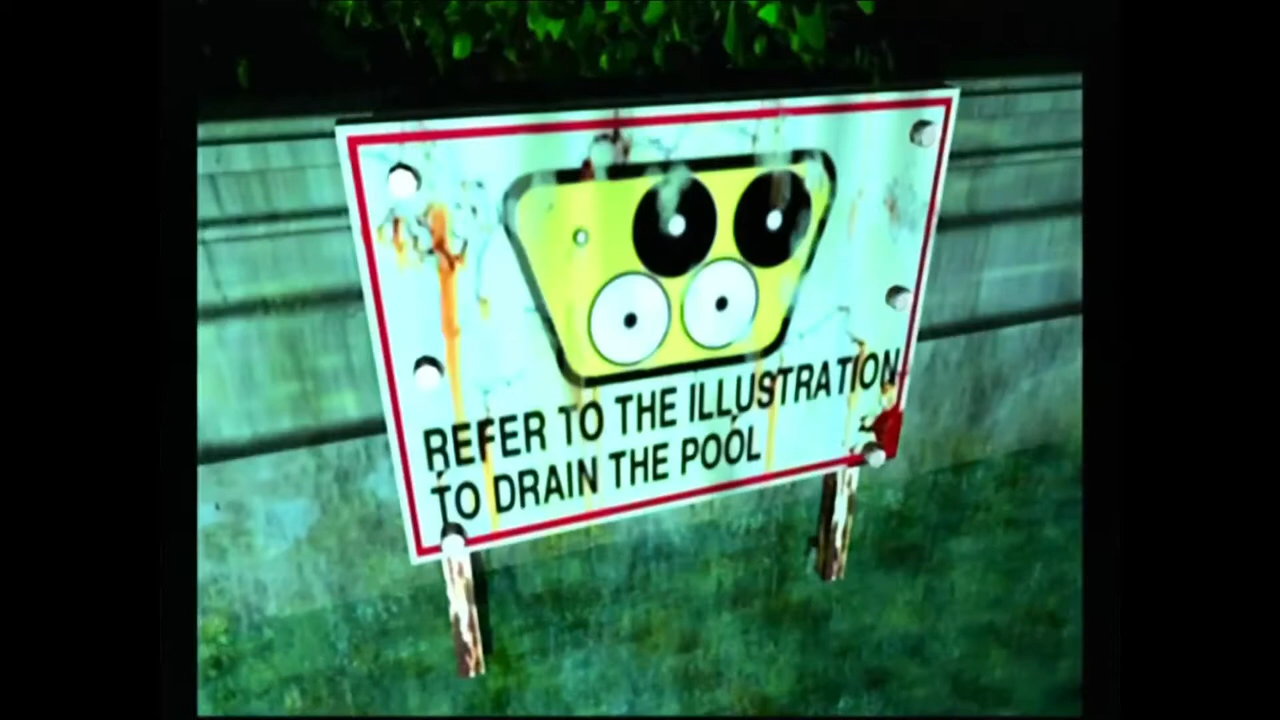 REFER TO THE ILLUSTRATION
TO DRAIN THE POOL